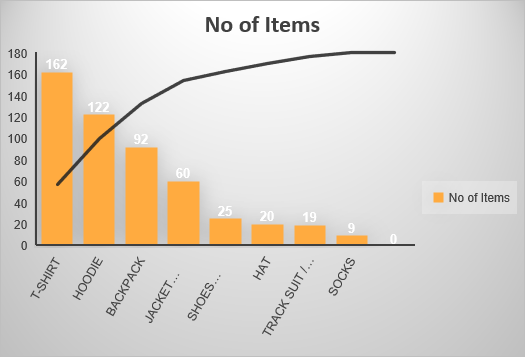 No of Items
180
160
140
120
100
80
60
40
20
0
162
122
92
60
25
20
19
9
0
T-SHIRT
HOODIE
BACKPACK
JACKET...
SHOES...
HAT
TRACK SUIT /...
SOCKS
No of Items